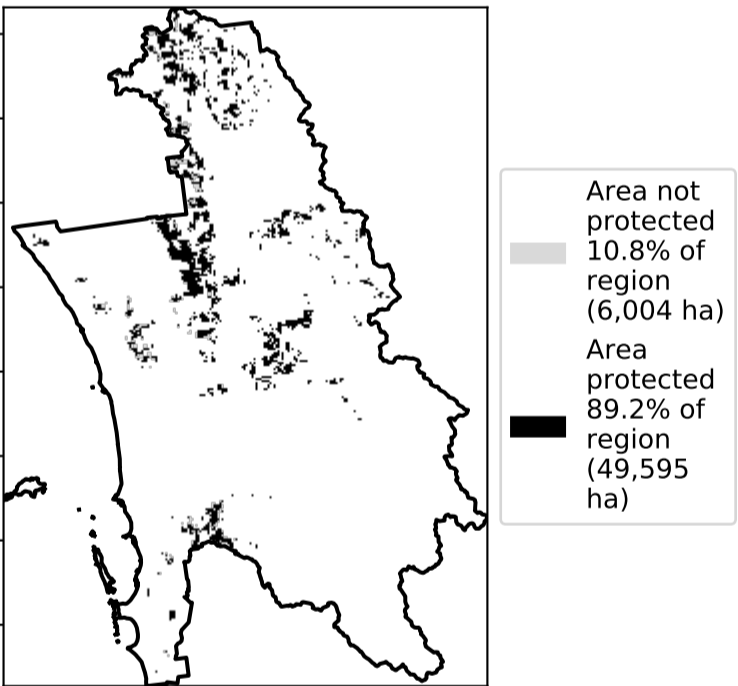 Area not
protected
10.8% of
region
(6,004 ha)
Area
protected
89.2% of
region
(49,595
ha)